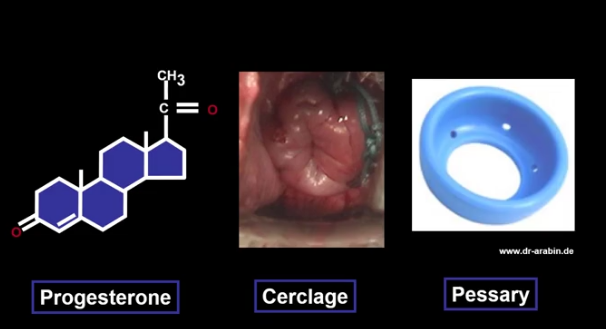 CH3
C
O
O
www.dr-arabin.de
Progesterone
Cerclage
Pessary